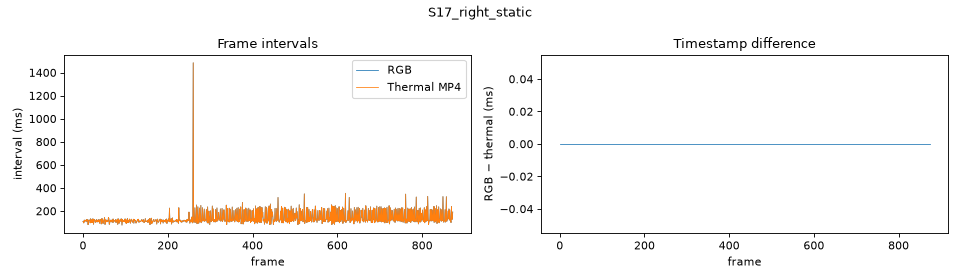 S17_right_static
Frame intervals
interval (ms)
1400
1200
1000
800
600
400
200
0
200
400
600
800
frame
RGB
Thermal MP4
Timestamp difference
RGB − thermal (ms)
0.04
0.02
0.00
−0.02
−0.04
0
200
400
600
800
frame